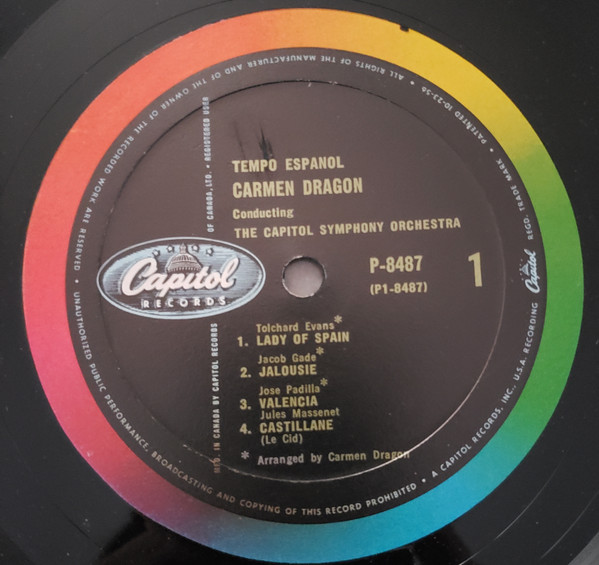 TEMPO ESPANOL
CARMEN DRAGON
Conducting
THE CAPITOL SYMPHONY ORCHESTRA
P-8487
(P1-8487)
1
Capitol
RECORDS
Tolchard Evans*
1. LADY OF SPAIN
Jacob Gade*
2. JALOUSIE
Jose Padilla*
3. VALENCIA
Jules Massenet
4. CASTILLANE
(Le Cid)
* Arranged by Carmen Dragon
MFD. IN CANADA BY CAPITOL RECORDS
OF CANADA, LTD. • REGISTERED USER
ALL RIGHTS OF THE MANUFACTURER AND OF THE OWNER OF THE RECORDED WORK ARE RESERVED • UNAUTHORIZED PUBLIC PERFORMANCE, BROADCASTING AND COPYING OF THIS RECORD PROHIBITED • A CAPITOL RECORDS, INC., U.S.A. RECORDING
Capitol REGD. TRADE MARK • PATENTED 10-23-56